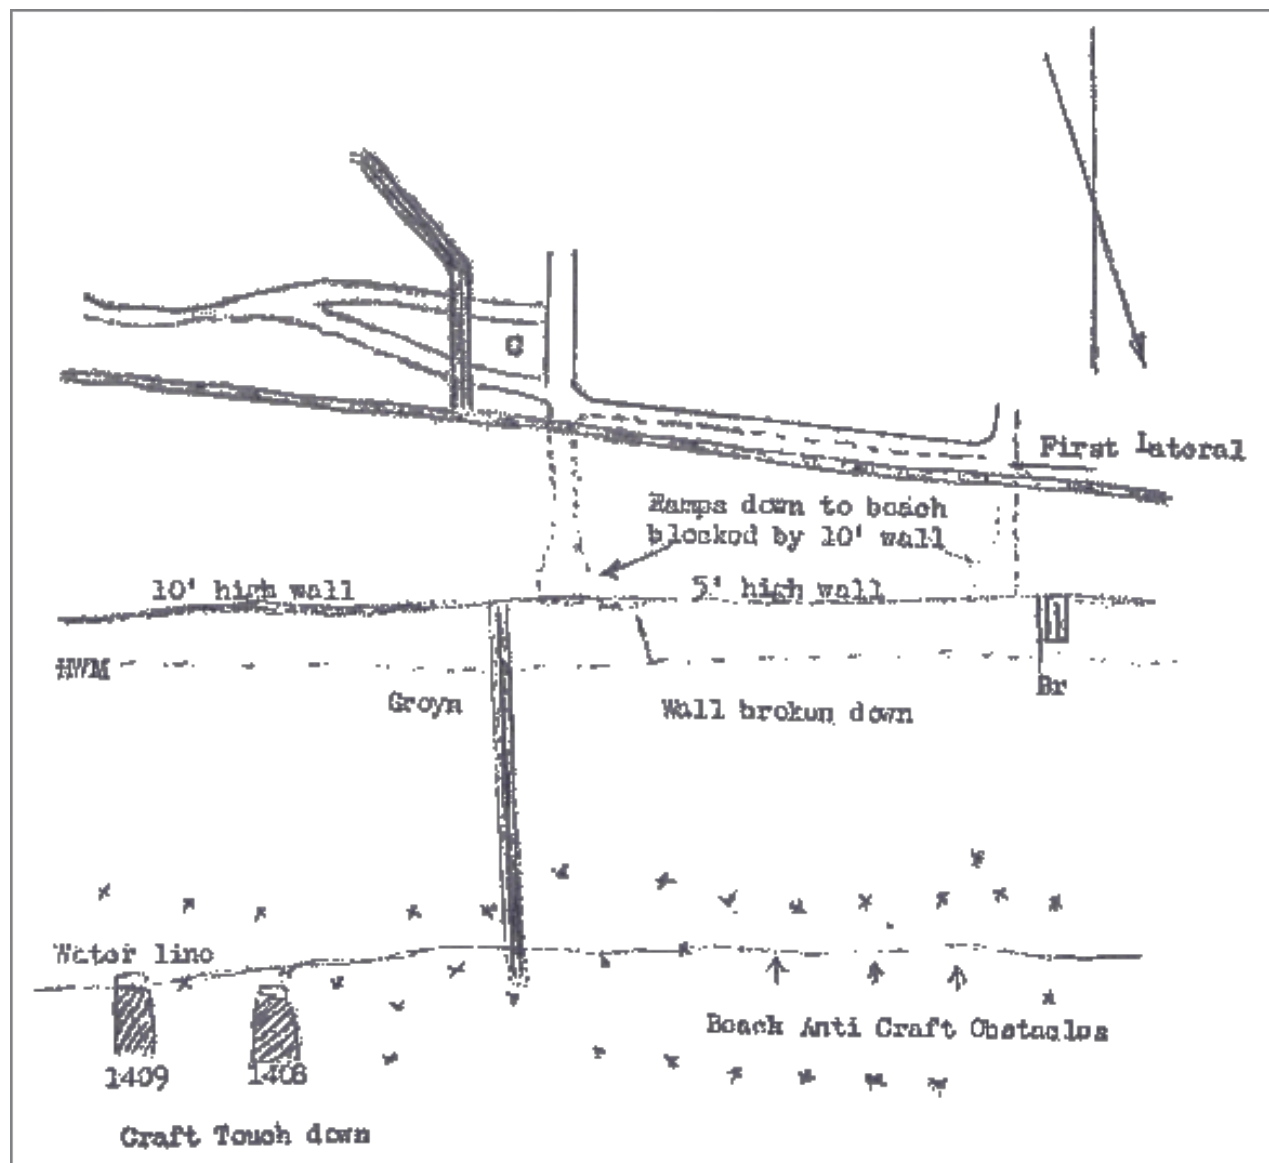 C
First Lateral
Ramps down to beach
blocked by 10' wall
10' high wall
5' high wall
HWM
Groyn
Wall brokun down
Br
Water line
Beach Anti Craft Obstacles
1409
1408
Craft Touch down